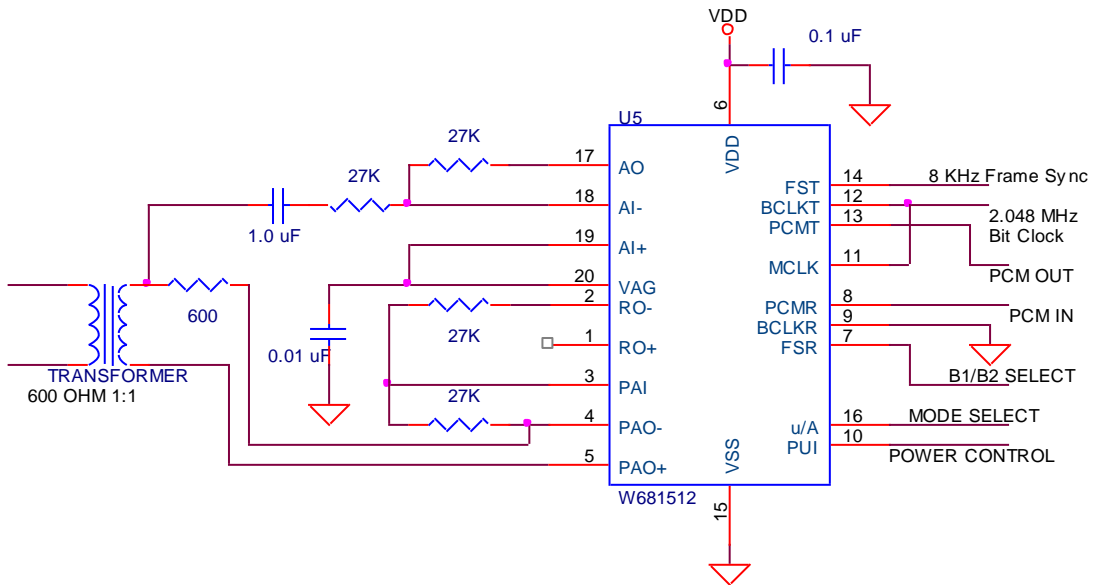 VDD
0.1 uF
6
U5
VDD
27K
17
AO
27K
18
AI-
1.0 uF
19
AI+
20
VAG
2
RO-
600
27K
0.01 uF
1
RO+
TRANSFORMER
600 OHM 1:1
3
PAI
27K
4
PAO-
5
PAO+
VSS
W681512
15
FST
14
8 KHz Frame Sync
BCLKT
12
PCMT
13
2.048 MHz
Bit Clock
MCLK
11
PCM OUT
PCMR
8
PCM IN
BCLKR
9
FSR
7
B1/B2 SELECT
u/A
16
MODE SELECT
PUI
10
POWER CONTROL